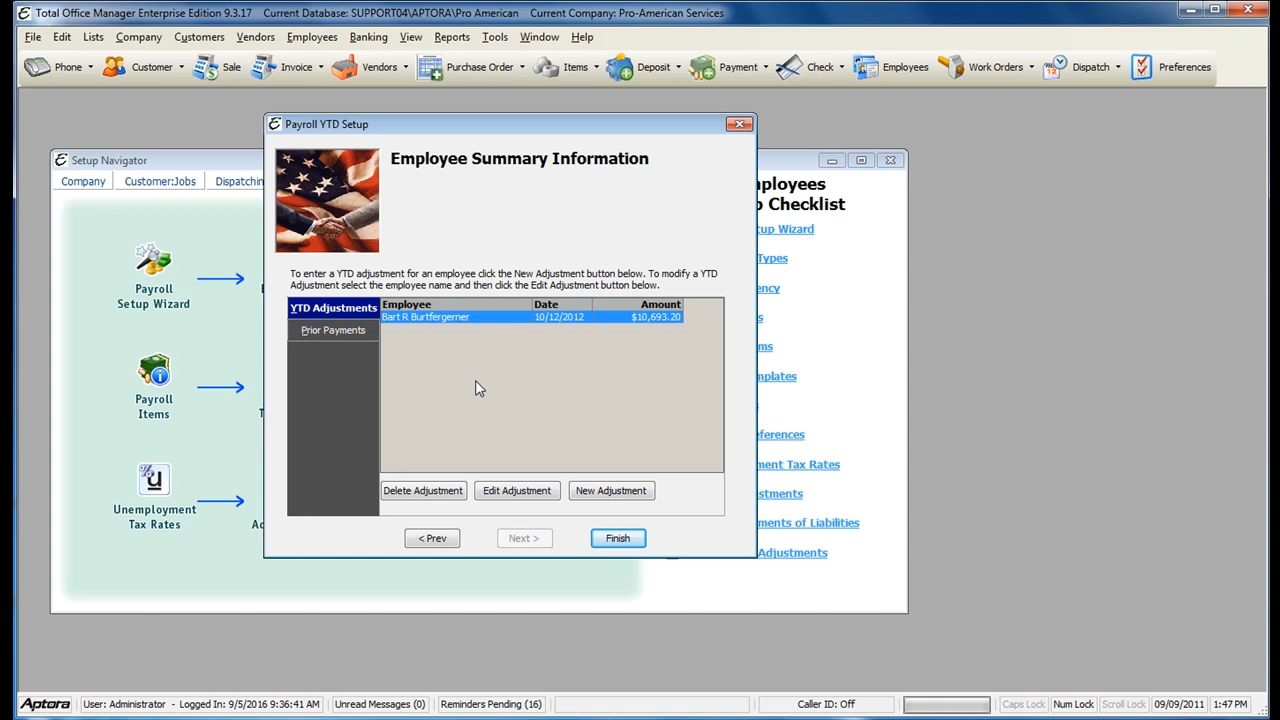 Total Office Manager Enterprise Edition 9.3.17 Current Database: SUPPORT04\APTORA\Pro American Current Company: Pro-American Services
File Edit Lists Company Customers Vendors Employees Banking View Reports Tools Window Help
Phone Customer Sale Invoice Vendors Purchase Order Items Deposit Payment Check Employees Work Orders Dispatch Preferences
Setup Navigator
Company Customer:Jobs Dispatchin
Payroll
Setup Wizard
Payroll
Items
Unemployment
Tax Rates
Payroll YTD Setup
Employee Summary Information
To enter a YTD adjustment for an employee click the New Adjustment button below. To modify a YTD
Adjustment select the employee name and then click the Edit Adjustment button below.
YTD Adjustments
Prior Payments
Employee Date Amount
Bart R Burtfergerner 10/12/2012 $10,693.20
Delete Adjustment Edit Adjustment New Adjustment
< Prev Next > Finish
ployees
Checklist
up Wizard
Types
ency
s
ms
mplates
ferences
ment Tax Rates
stments
ments of Liabilities
Adjustments
Aptora User: Administrator - Logged In: 9/5/2016 9:36:41 AM Unread Messages (0) Reminders Pending (16) Caller ID: Off Caps Lock Num Lock Scroll Lock 09/09/2011 1:47 PM